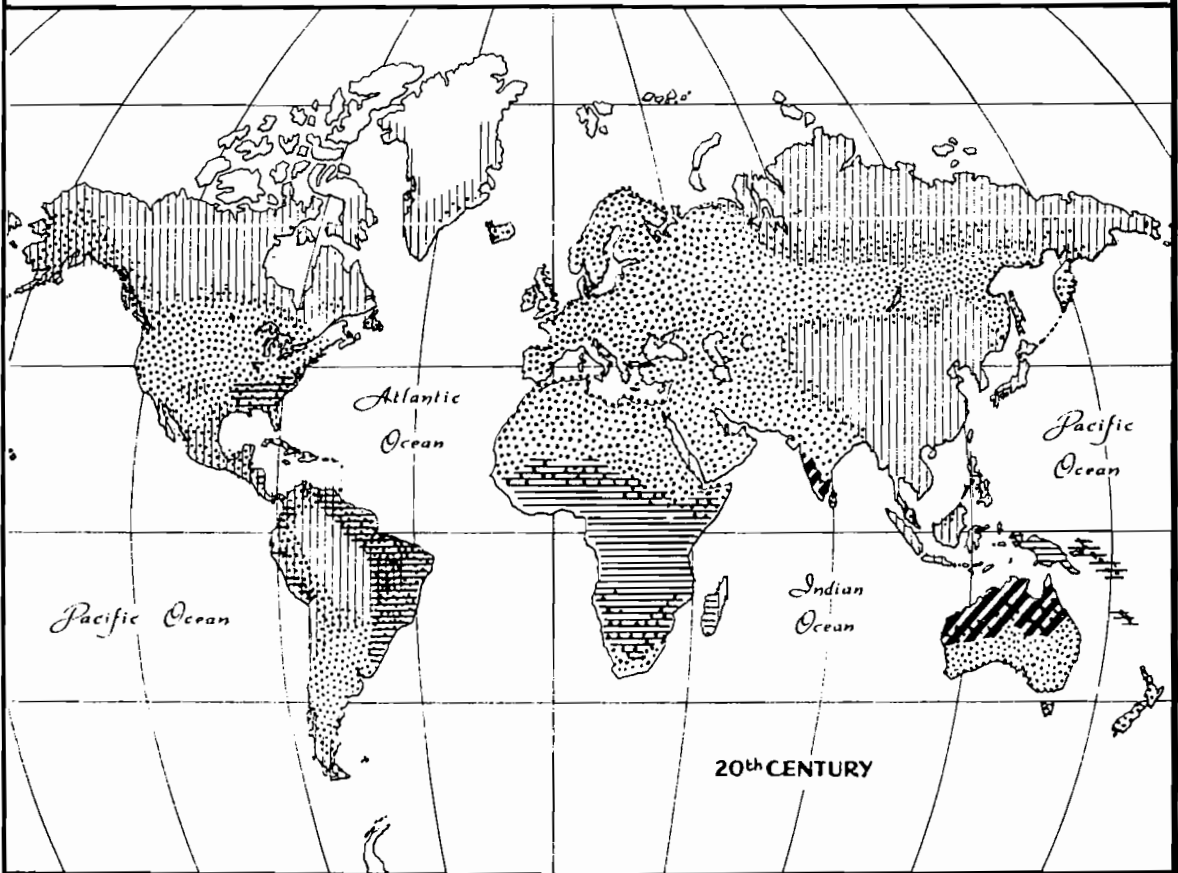 Atlantic
Ocean
Pacific
Ocean
Indian
Ocean
Pacific Ocean
20th CENTURY